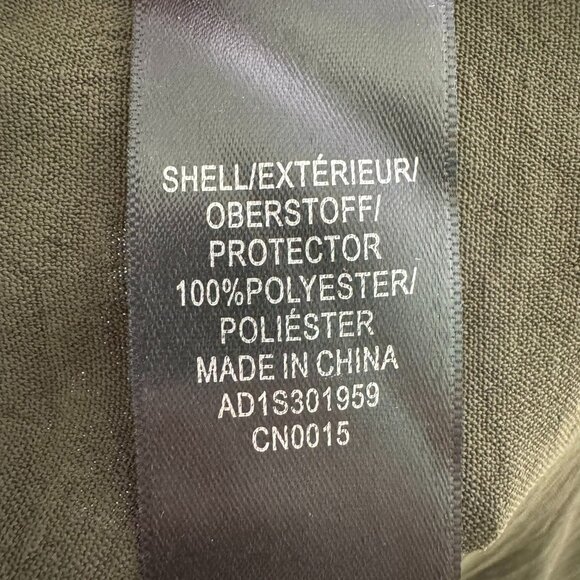 SHELL/EXTÉRIEUR/
OBERSTOFF/
PROTECTOR
100%POLYESTER/
POLIÉSTER
MADE IN CHINA
AD1S301959
CN0015